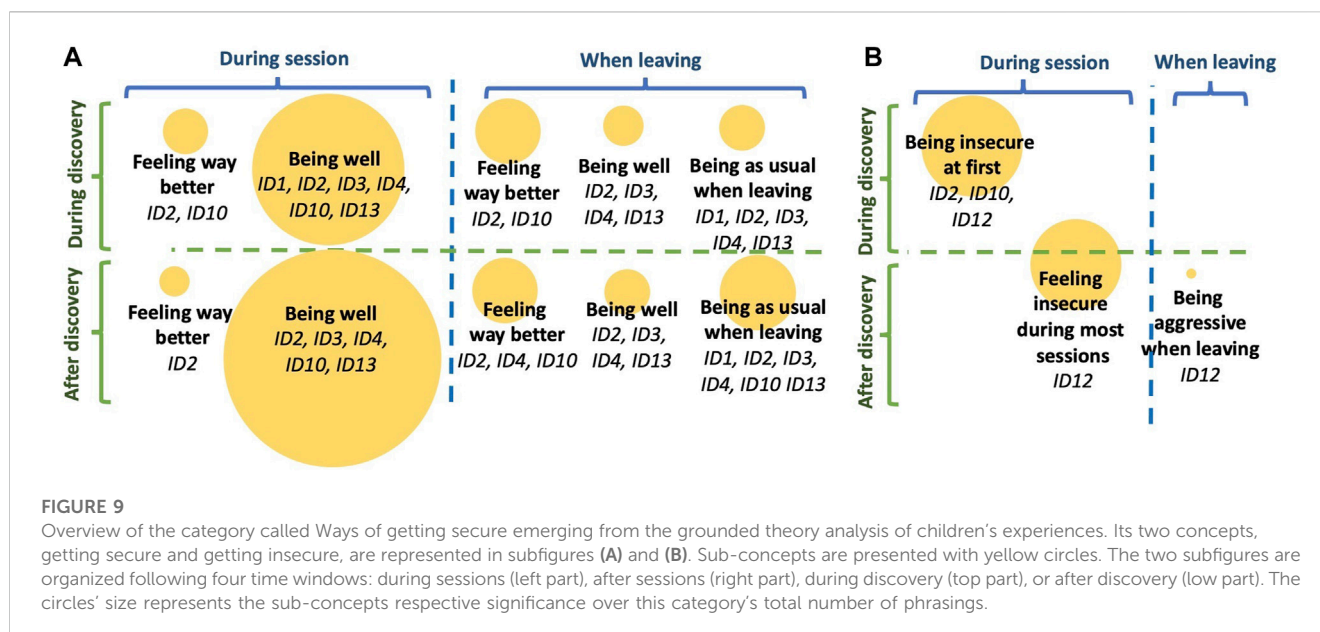 A
During session
When leaving
During discovery
Feeling way
better
ID2, ID10
Being well
ID1, ID2, ID3, ID4,
ID10, ID13
Feeling
way better
ID2, ID10
Being well
ID2, ID3,
ID4, ID13
Being as usual
when leaving
ID1, ID2, ID3,
ID4, ID13
After discovery
Feeling way
better
ID2
Being well
ID2, ID3, ID4,
ID10, ID13
Feeling
way better
ID2, ID4, ID10
Being well
ID2, ID3,
ID4, ID13
Being as usual
when leaving
ID1, ID2, ID3,
ID4, ID10 ID13
B
During session
When leaving
During discovery
Being insecure
at first
ID2, ID10,
ID12
After discovery
Feeling
insecure
during most
sessions
ID12
Being
aggressive
when leaving
ID12
FIGURE 9
Overview of the category called Ways of getting secure emerging from the grounded theory analysis of children's experiences. Its two concepts,
getting secure and getting insecure, are represented in subfigures (A) and (B). Sub-concepts are presented with yellow circles. The two subfigures are
organized following four time windows: during sessions (left part), after sessions (right part), during discovery (top part), or after discovery (low part). The
circles' size represents the sub-concepts respective significance over this category's total number of phrasings.